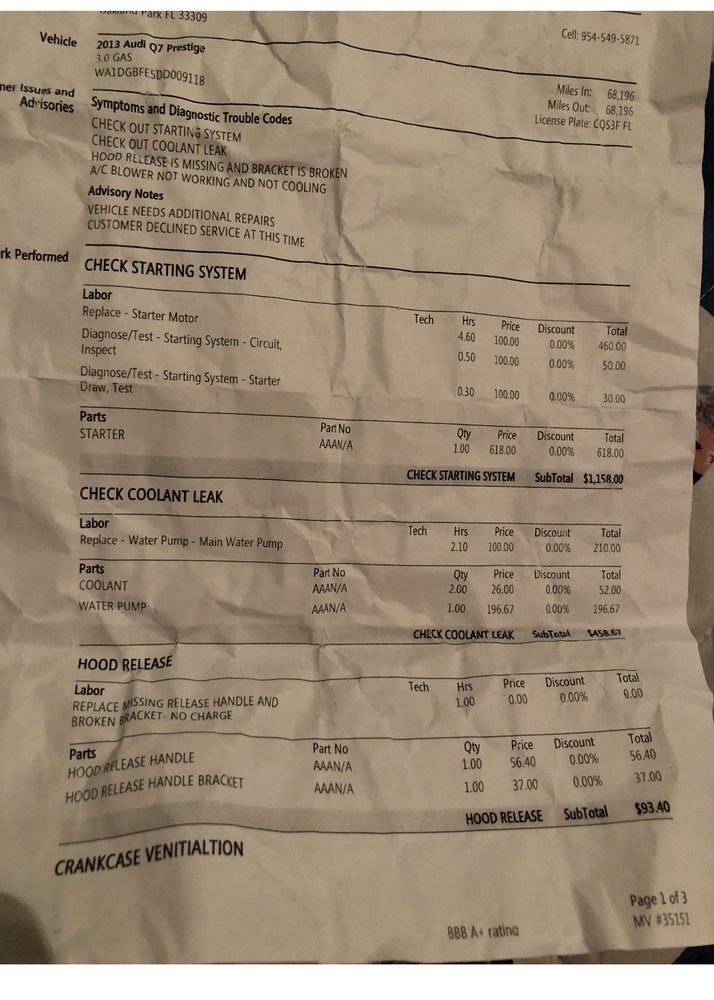 Oakland Park FL 33309
Cell: 954-549-5871
Vehicle
2013 Audi Q7 Prestige
3.0 GAS
WA1DGBFE5DD009118
Miles In: 68,196
Miles Out: 68,196
License Plate: CQS3F FL
ner Issues and
Advisories
Symptoms and Diagnostic Trouble Codes
CHECK OUT STARTING SYSTEM
CHECK OUT COOLANT LEAK
HOOD RELEASE IS MISSING AND BRACKET IS BROKEN
A/C BLOWER NOT WORKING AND NOT COOLING
Advisory Notes
VEHICLE NEEDS ADDITIONAL REPAIRS
CUSTOMER DECLINED SERVICE AT THIS TIME
rk Performed
CHECK STARTING SYSTEM
Labor Tech Hrs Price Discount Total
Replace - Starter Motor 4.60 100.00 0.00% 460.00
Diagnose/Test - Starting System - Circuit, 0.50 100.00 0.00% 50.00
Inspect
Diagnose/Test - Starting System - Starter 0.30 100.00 0.00% 30.00
Draw, Test
Parts Part No Qty Price Discount Total
STARTER AAAN/A 1.00 618.00 0.00% 618.00
CHECK STARTING SYSTEM SubTotal $1,158.00
CHECK COOLANT LEAK
Labor Tech Hrs Price Discount Total
Replace - Water Pump - Main Water Pump 2.10 100.00 0.00% 210.00
Parts Part No Qty Price Discount Total
COOLANT AAAN/A 2.00 26.00 0.00% 52.00
WATER PUMP AAAN/A 1.00 196.67 0.00% 196.67
CHECK COOLANT LEAK SubTotal $458.67
HOOD RELEASE
Labor Tech Hrs Price Discount Total
REPLACE MISSING RELEASE HANDLE AND 1.00 0.00 0.00% 0.00
BROKEN BRACKET- NO CHARGE
Parts Part No Qty Price Discount Total
HOOD RELEASE HANDLE AAAN/A 1.00 56.40 0.00% 56.40
HOOD RELEASE HANDLE BRACKET AAAN/A 1.00 37.00 0.00% 37.00
HOOD RELEASE SubTotal $93.40
CRANKCASE VENITIALTION
Page 1 of 3
BBB A+ rating
MV #35151